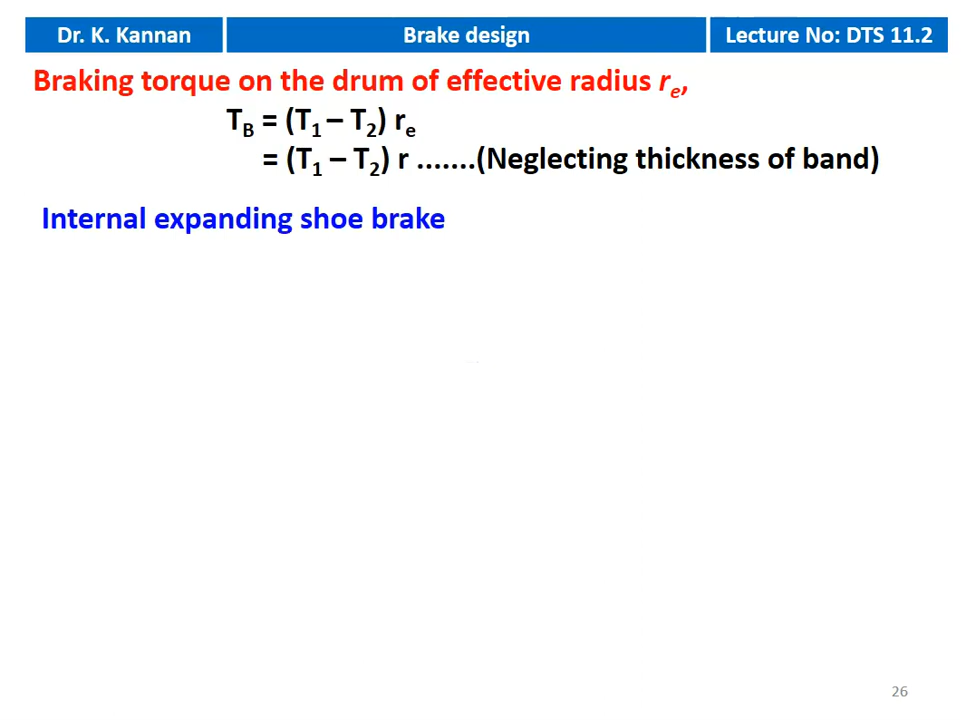 Dr. K. Kannan
Brake design
Lecture No: DTS 11.2
Braking torque on the drum of effective radius rₑ,
T_B = (T₁ – T₂) rₑ
= (T₁ – T₂) r .......(Neglecting thickness of band)
Internal expanding shoe brake
26